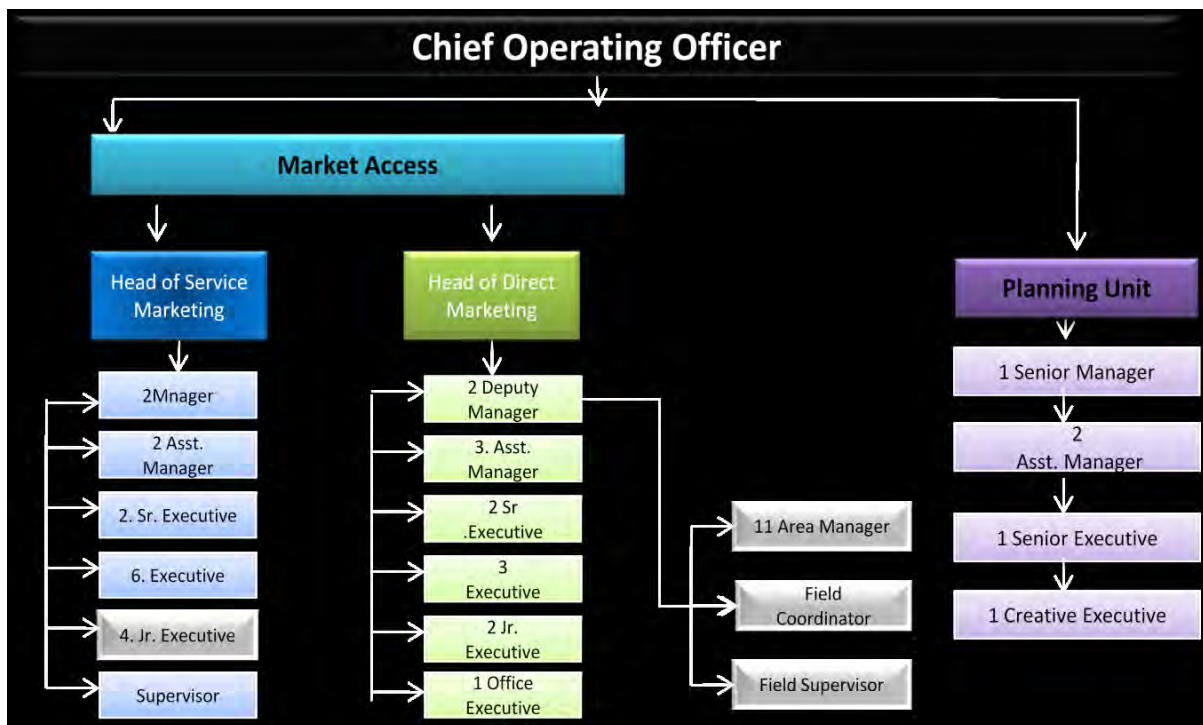 Chief Operating Officer
Market Access
Head of Service
Marketing
2Mnager
2 Asst.
Manager
2. Sr. Executive
6. Executive
4. Jr. Executive
Supervisor
Head of Direct
Marketing
2 Deputy
Manager
3. Asst.
Manager
2 Sr
.Executive
3
Executive
2 Jr.
Executive
1 Office
Executive
11 Area Manager
Field
Coordinator
Field Supervisor
Planning Unit
1 Senior Manager
2
Asst. Manager
1 Senior Executive
1 Creative Executive